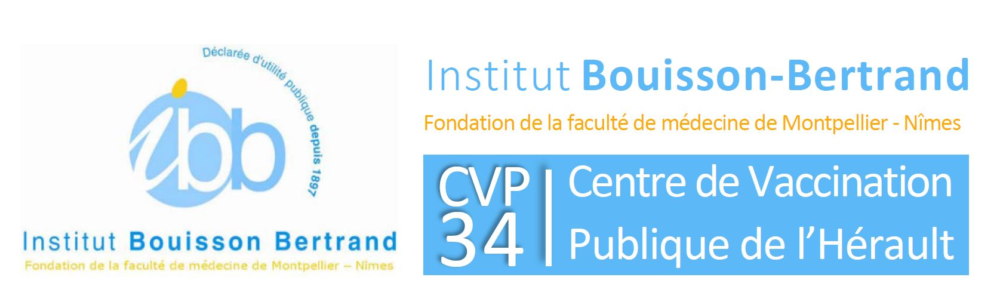 Déclarée d'utilité publique depuis 1897
ibb
Institut Bouisson Bertrand
Fondation de la faculté de médecine de Montpellier – Nîmes
Institut Bouisson-Bertrand
Fondation de la faculté de médecine de Montpellier - Nîmes
CVP
34
Centre de Vaccination
Publique de l’Hérault